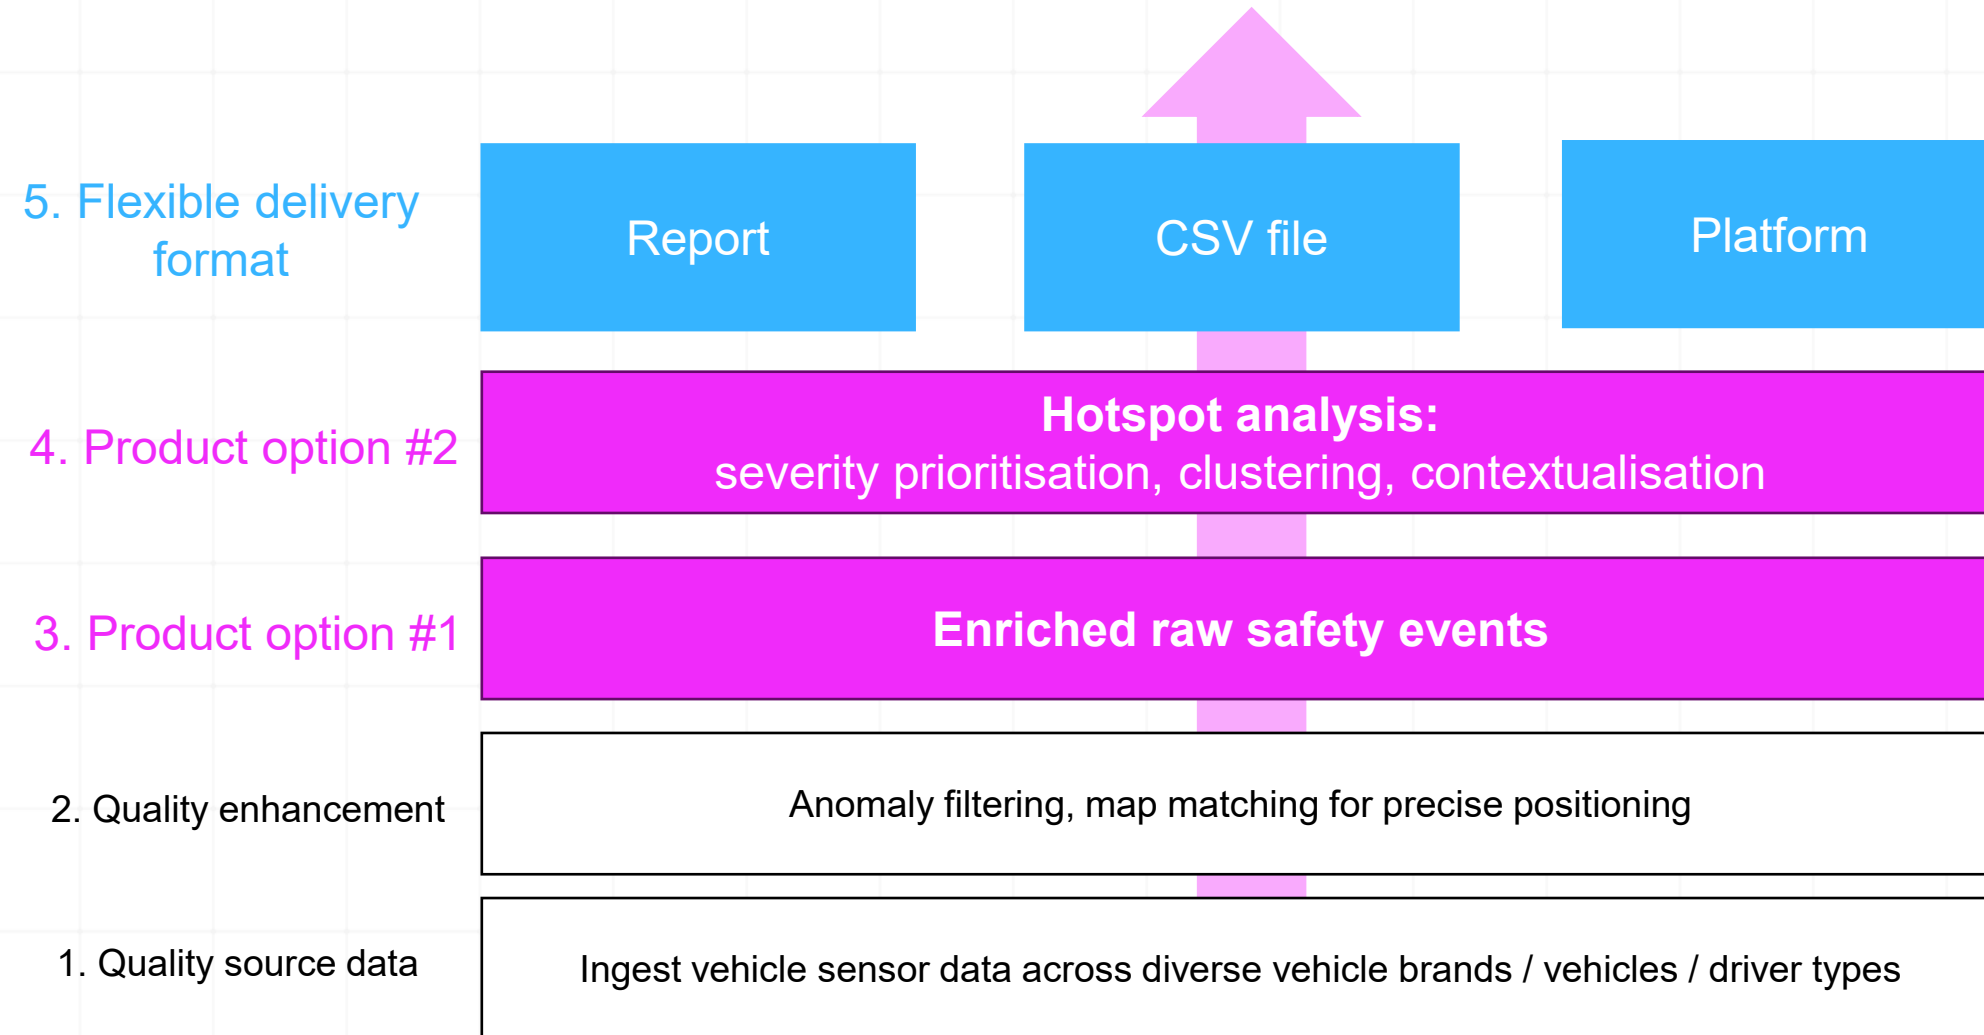 5. Flexible delivery
format
Report
CSV file
Platform
4. Product option #2
Hotspot analysis:
severity prioritisation, clustering, contextualisation
3. Product option #1
Enriched raw safety events
2. Quality enhancement
Anomaly filtering, map matching for precise positioning
1. Quality source data
Ingest vehicle sensor data across diverse vehicle brands / vehicles / driver types